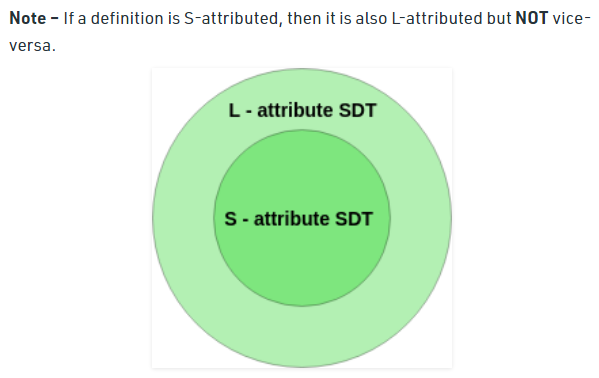 Note – If a definition is S-attributed, then it is also L-attributed but NOT vice-
versa.
L - attribute SDT
S - attribute SDT